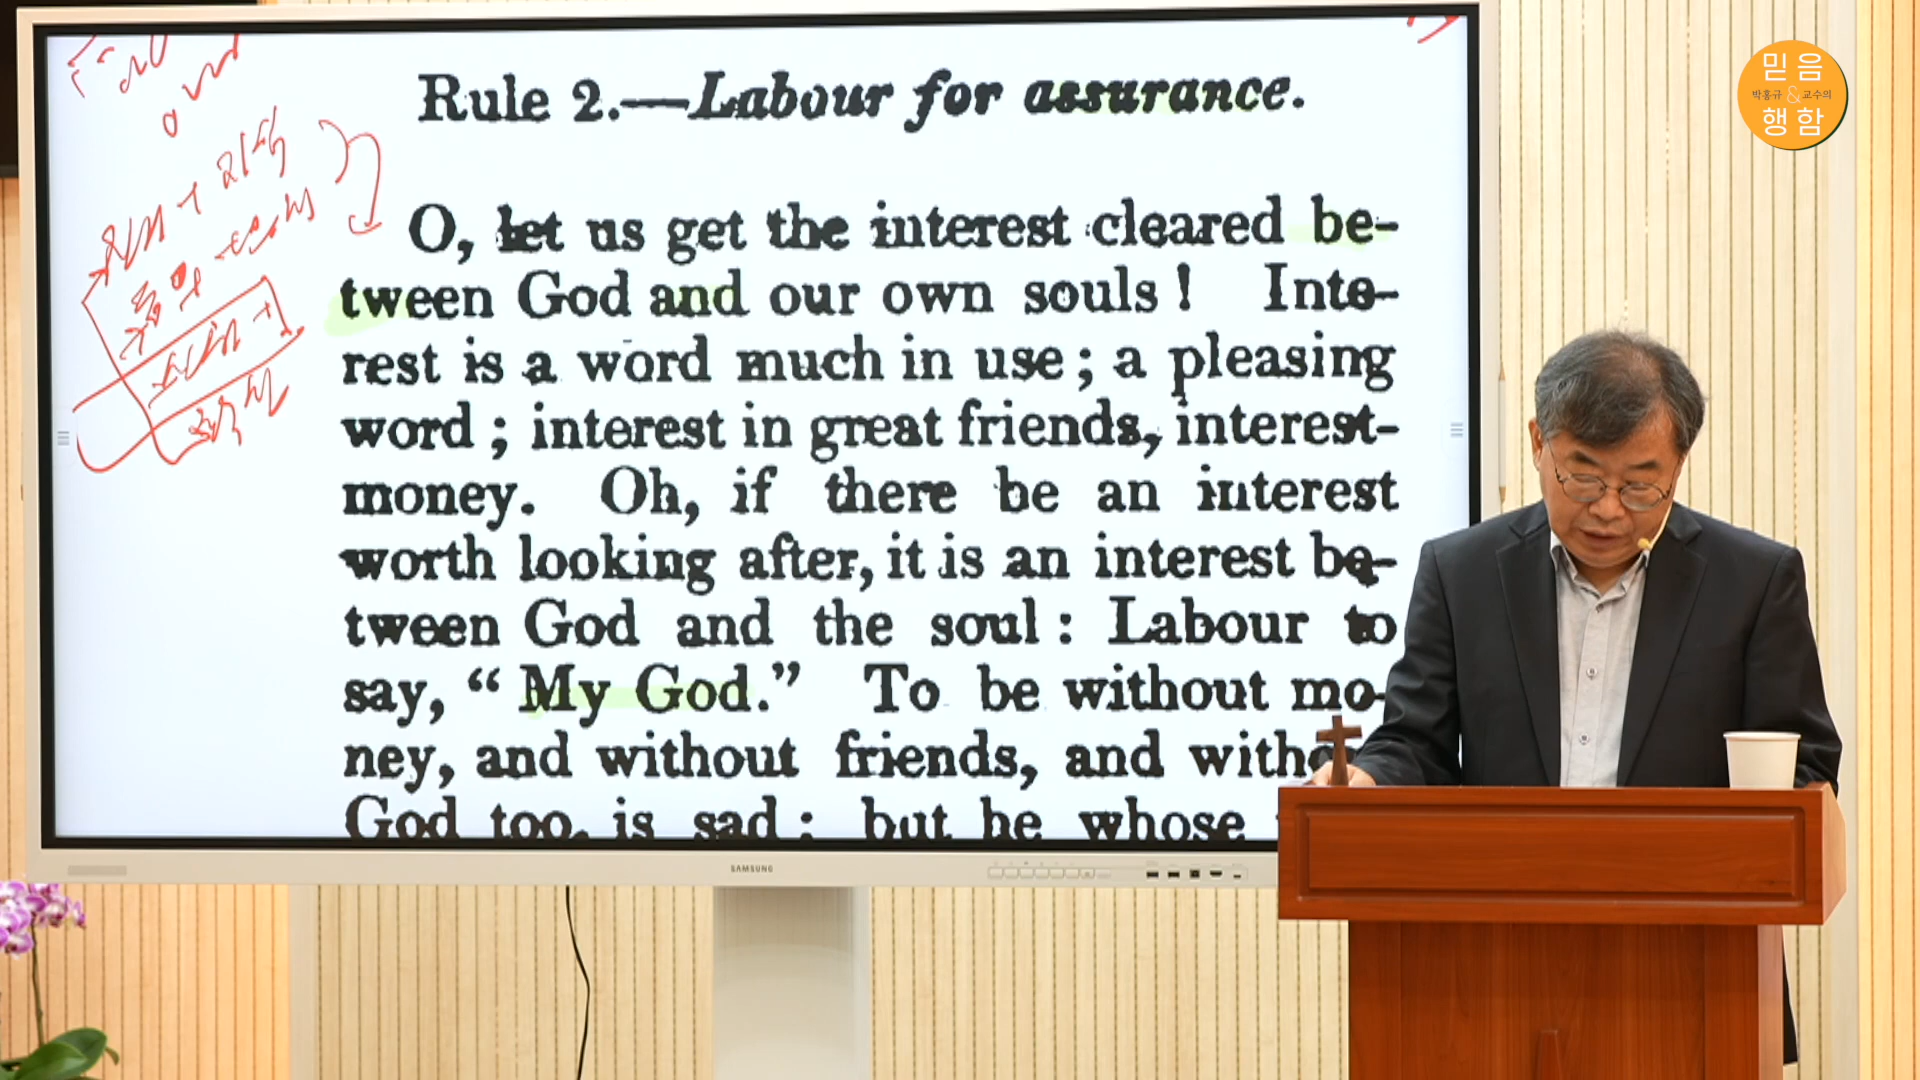 Rule 2.—Labour for assurance.
O, let us get the interest cleared be-
tween God and our own souls! Inte-
rest is a word much in use; a pleasing
word; interest in great friends, interest-
money. Oh, if there be an interest
worth looking after, it is an interest be-
tween God and the soul: Labour to
say, “My God.” To be without mo-
ney, and without friends, and witho
God too, is sad: but he whose
SAMSUNG
믿음
박홍규 & 교수의
행함